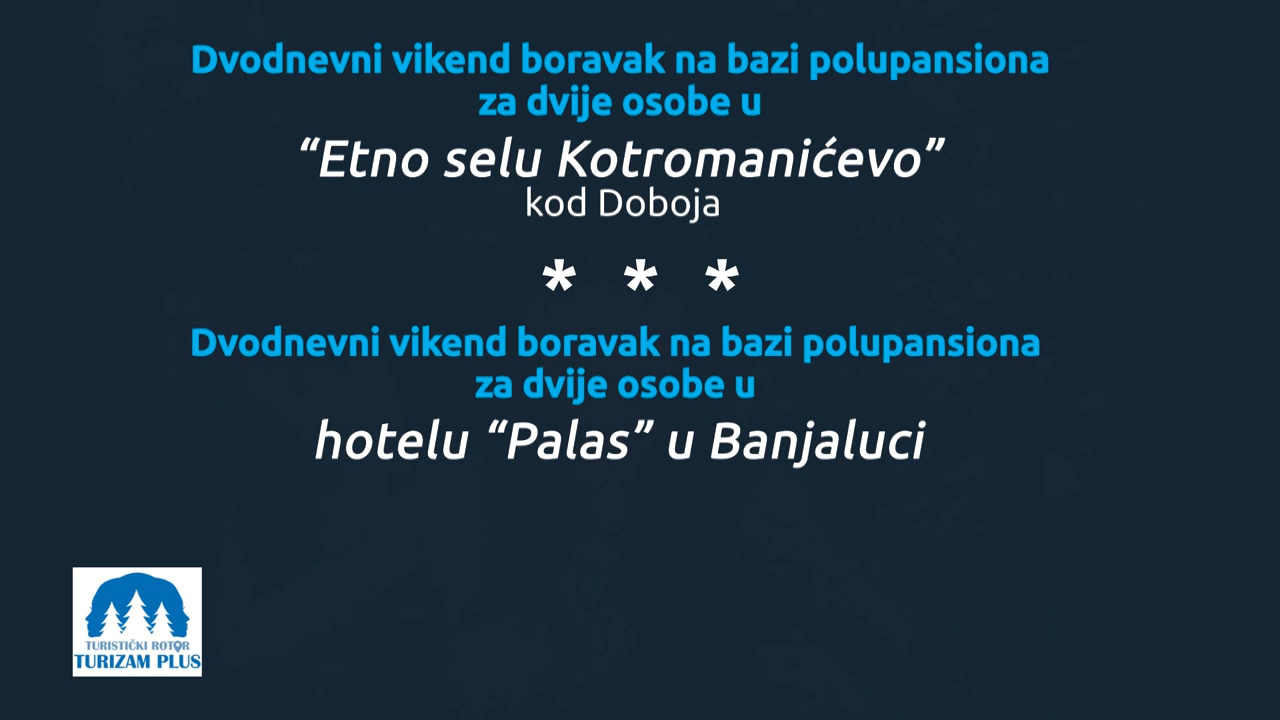 Dvodnevni vikend boravak na bazi polupansiona
za dvije osobe u
“Etno selu Kotromanićevo”
kod Doboja
* * *
Dvodnevni vikend boravak na bazi polupansiona
za dvije osobe u
hotelu “Palas” u Banjaluci
TURISTIČKI ROTOR
TURIZAM PLUS